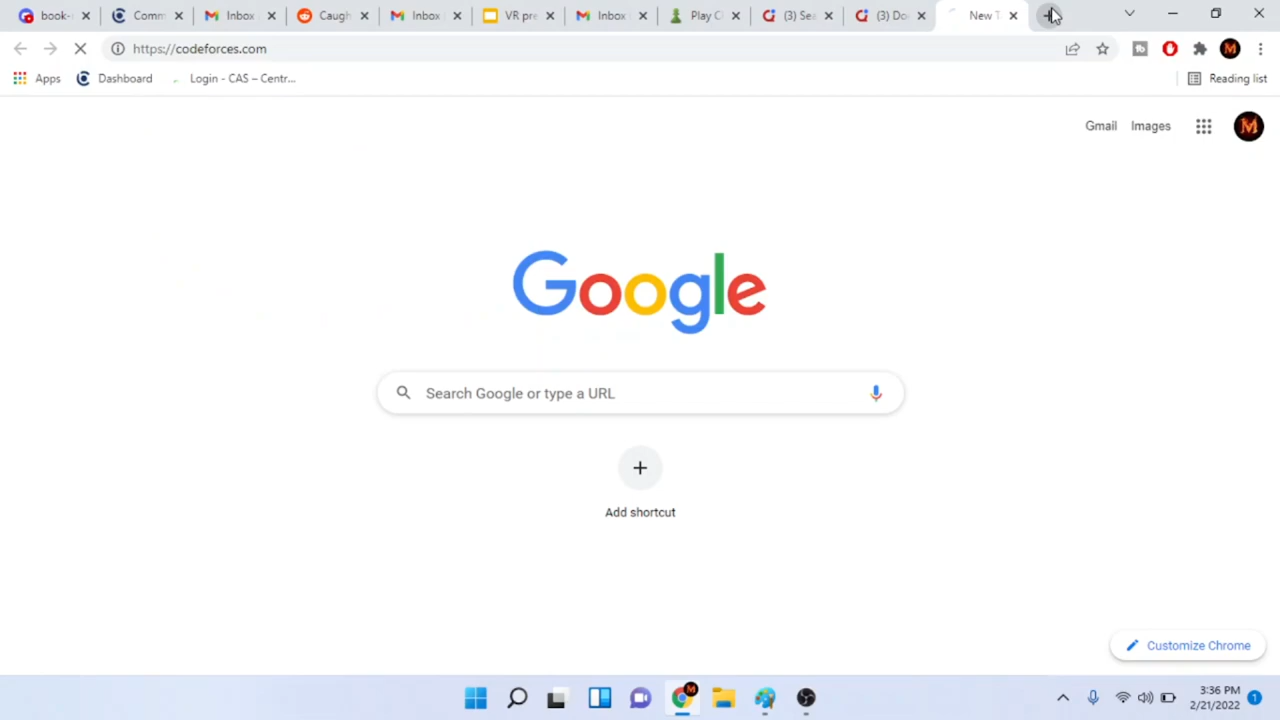 book-
Comm
Inbox
Caugh
Inbox
VR pre
Inbox
Play C
(3) Sea
(3) Do
New T
https://codeforces.com
Apps
Dashboard
Login - CAS – Centr...
Reading list
Gmail
Images
Google
Search Google or type a URL
Add shortcut
Customize Chrome
3:36 PM
2/21/2022
1